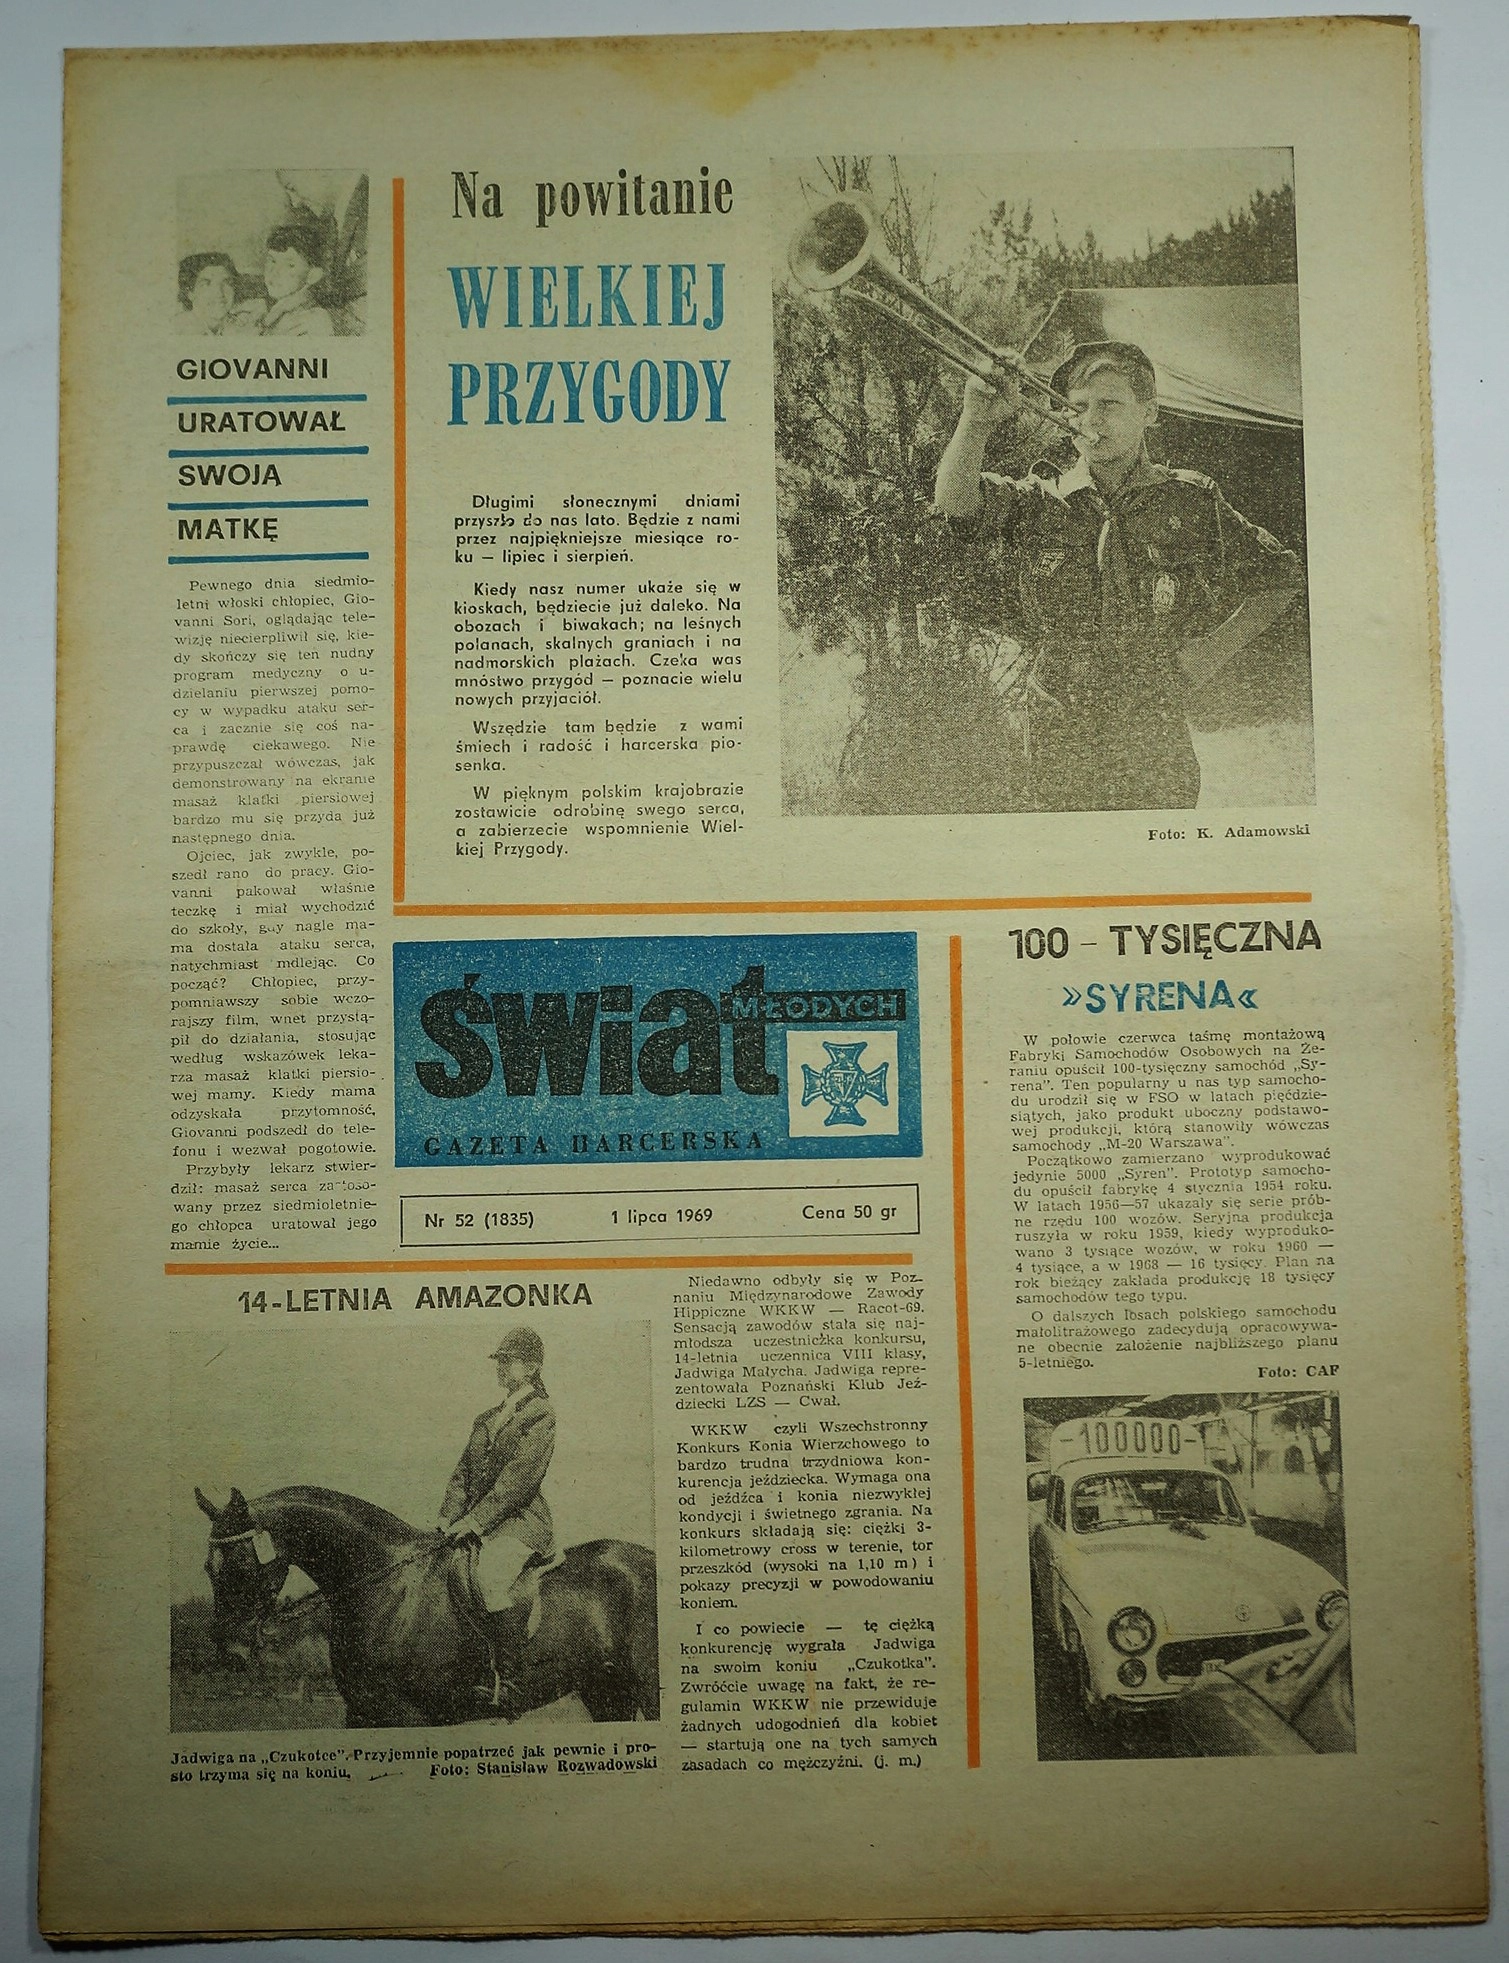 GIOVANNI
URATOWAŁ
SWOJĄ
MATKĘ
Pewnego dnia siedmio-
letni włoski chłopiec, Gio-
vanni Sori, oglądając tele-
wizję niecierpliwił się, kie-
dy skończy się ten nudny
program medyczny o u-
dzielaniu pierwszej pomo-
cy w wypadku ataku ser-
ca i zacznie się coś na-
prawdę ciekawego. Nie
przypuszczał wówczas, jak
demonstrowany na ekranie
masaż klatki piersiowej
bardzo mu się przyda już
następnego dnia.
Ojciec, jak zwykle, po-
szedł rano do pracy. Gio-
vanni pakował właśnie
teczkę i miał wychodzić
do szkoły, gdy nagle ma-
ma dostała ataku serca,
natychmiast mdlejąc. Co
począć? Chłopiec, przy-
pomniawszy sobie wczo-
rajszy film, wnet przystą-
pił do działania, stosując
według wskazówek leka-
rza masaż klatki piersio-
wej mamy. Kiedy mama
odzyskała przytomność,
Giovanni podszedł do tele-
fonu i wezwał pogotowie.
Przybyły lekarz stwier-
dził: masaż serca zastoso-
wany przez siedmioletnie-
go chłopca uratował jego
mamie życie...
Na powitanie
WIELKIEJ
PRZYGODY
Długimi słonecznymi dniami
przyszło do nas lato. Będzie z nami
przez najpiękniejsze miesiące ro-
ku — lipiec i sierpień.
Kiedy nasz numer ukaże się w
kioskach, będziecie już daleko. Na
obozach i biwakach; na leśnych
polanach, skalnych graniach i na
nadmorskich plażach. Czeka was
mnóstwo przygód — poznacie wielu
nowych przyjaciół.
Wszędzie tam będzie z wami
śmiech i radość i harcerska pio-
senka.
W pięknym polskim krajobrazie
zostawicie odrobinę swego serca,
a zabierzecie wspomnienie Wiel-
kiej Przygody.
Foto: K. Adamowski
świat
MŁODYCH
GAZETA HARCERSKA
Nr 52 (1835) 1 lipca 1969 Cena 50 gr
100 - TYSIĘCZNA
»SYRENA«
W połowie czerwca taśmę montażową
Fabryki Samochodów Osobowych na Że-
raniu opuścił 100-tysięczny samochód „Sy-
rena". Ten popularny u nas typ samocho-
du urodził się w FSO w latach pięćdzie-
siątych, jako produkt uboczny podstawo-
wej produkcji, którą stanowiły wówczas
samochody „M-20 Warszawa".
Początkowo zamierzano wyprodukować
jedynie 5000 „Syren". Prototyp samocho-
du opuścił fabrykę 4 stycznia 1954 roku.
W latach 1956—57 ukazały się serie prób-
ne rzędu 100 wozów. Seryjna produkcja
ruszyła w roku 1959, kiedy wyproduko-
wano 3 tysiące wozów, w roku 1960 —
4 tysiące, a w 1968 — 16 tysięcy. Plan na
rok bieżący zakłada produkcję 18 tysięcy
samochodów tego typu.
O dalszych losach polskiego samochodu
małolitrażowego zadecydują opracowywa-
ne obecnie założenie najbliższego planu
5-letniego.
Foto: CAF
-100000-
14-LETNIA AMAZONKA
Jadwiga na „Czukotce". Przyjemnie popatrzeć jak pewnie i pro-
sto trzyma się na koniu. Foto: Stanisław Rozwadowski
Niedawno odbyły się w Poz-
naniu Międzynarodowe Zawody
Hippiczne WKKW — Racot-69.
Sensacją zawodów stała się naj-
młodsza uczestniczka konkursu,
14-letnia uczennica VIII klasy,
Jadwiga Małycha. Jadwiga repre-
zentowała Poznański Klub Jeź-
dziecki LZS — Cwał.
WKKW czyli Wszechstronny
Konkurs Konia Wierzchowego to
bardzo trudna trzydniowa kon-
kurencja jeździecka. Wymaga ona
od jeźdźca i konia niezwykłej
kondycji i świetnego zgrania. Na
konkurs składają się: ciężki 3-
kilometrowy cross w terenie, tor
przeszkód (wysoki na 1,10 m) i
pokazy precyzji w powodowaniu
koniem.
I co powiecie — tę ciężką
konkurencję wygrała Jadwiga
na swoim koniu „Czukotka".
Zwróćcie uwagę na fakt, że re-
gulamin WKKW nie przewiduje
żadnych udogodnień dla kobiet
— startują one na tych samych
zasadach co mężczyźni. (j. m.)